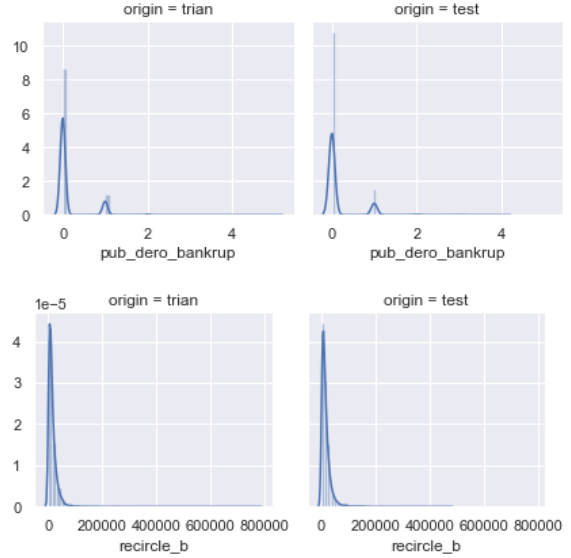 origin = trian
origin = test
10
8
6
4
2
0
0 2 4
pub_dero_bankrup
0 2 4
pub_dero_bankrup
1e−5
origin = trian
origin = test
4
3
2
1
0
0 200000 400000 600000 800000
recircle_b
0 200000 400000 600000 800000
recircle_b